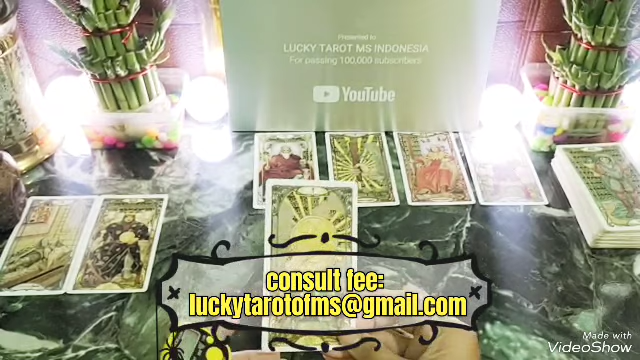 Presented to
LUCKY TAROT MS INDONESIA
For passing 100,000 subscribers
YouTube
consult fee:
luckytarotofms@gmail.com
Made with
VideoShow